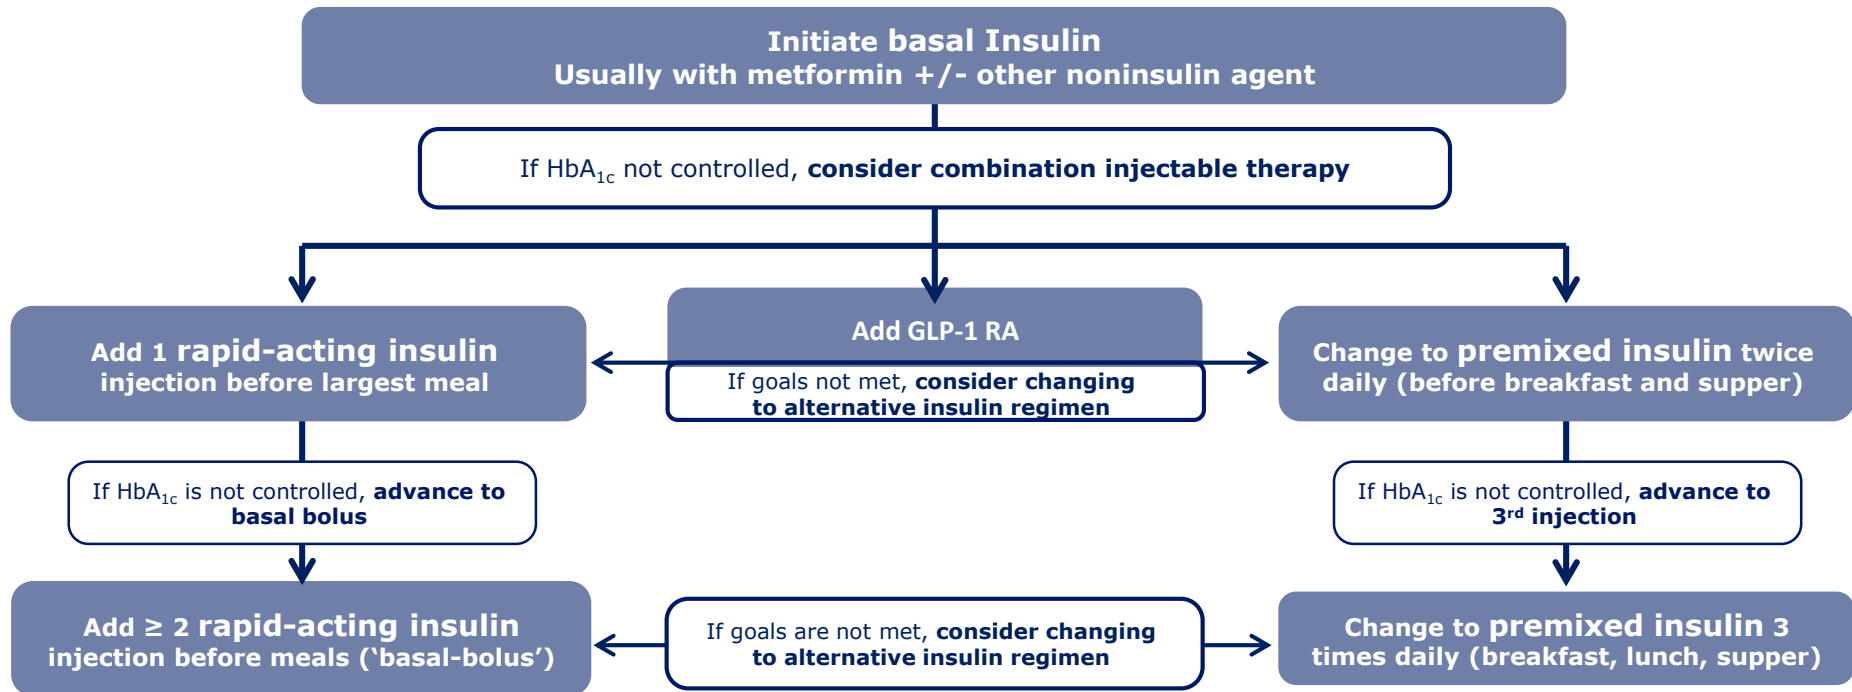 Initiate basal Insulin
Usually with metformin +/- other noninsulin agent
If HbA1c not controlled, consider combination injectable therapy
Add 1 rapid-acting insulin
injection before largest meal
Add GLP-1 RA
If goals not met, consider changing
to alternative insulin regimen
Change to premixed insulin twice
daily (before breakfast and supper)
If HbA1c is not controlled, advance to
basal bolus
If HbA1c is not controlled, advance to
3rd injection
Add ≥ 2 rapid-acting insulin
injection before meals (‘basal-bolus’)
If goals are not met, consider changing
to alternative insulin regimen
Change to premixed insulin 3
times daily (breakfast, lunch, supper)